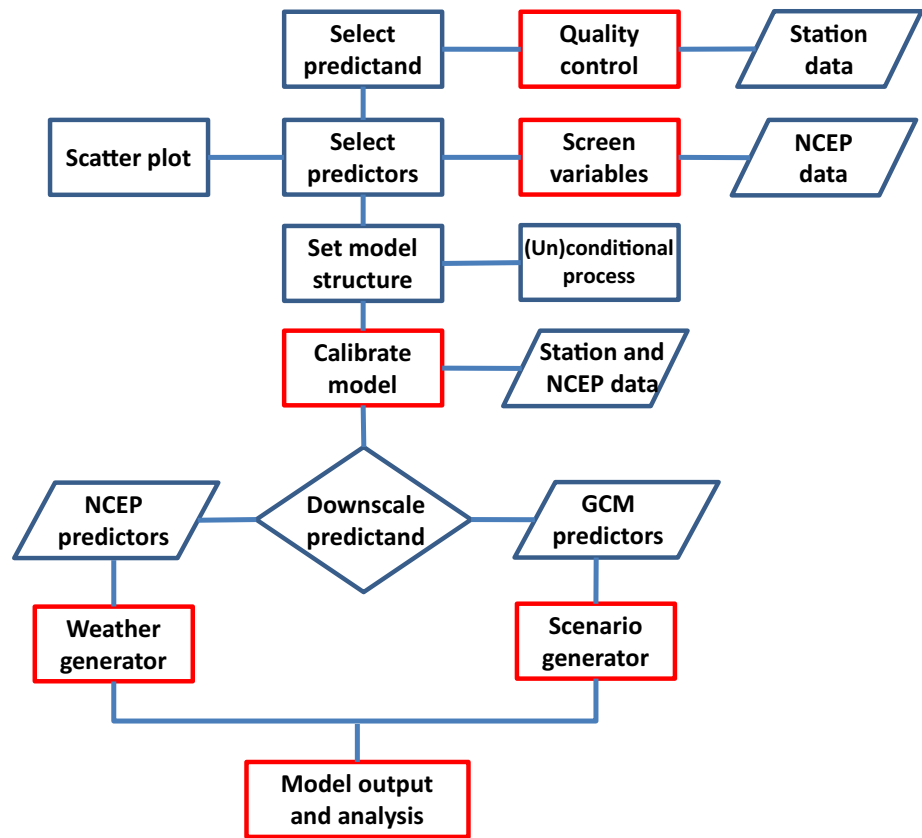 Select
predictand
Quality
control
Station
data
Scatter plot
Select
predictors
Screen
variables
NCEP
data
Set model
structure
(Un)conditional
process
Calibrate
model
Station and
NCEP data
NCEP
predictors
Downscale
predictand
GCM
predictors
Weather
generator
Scenario
generator
Model output
and analysis